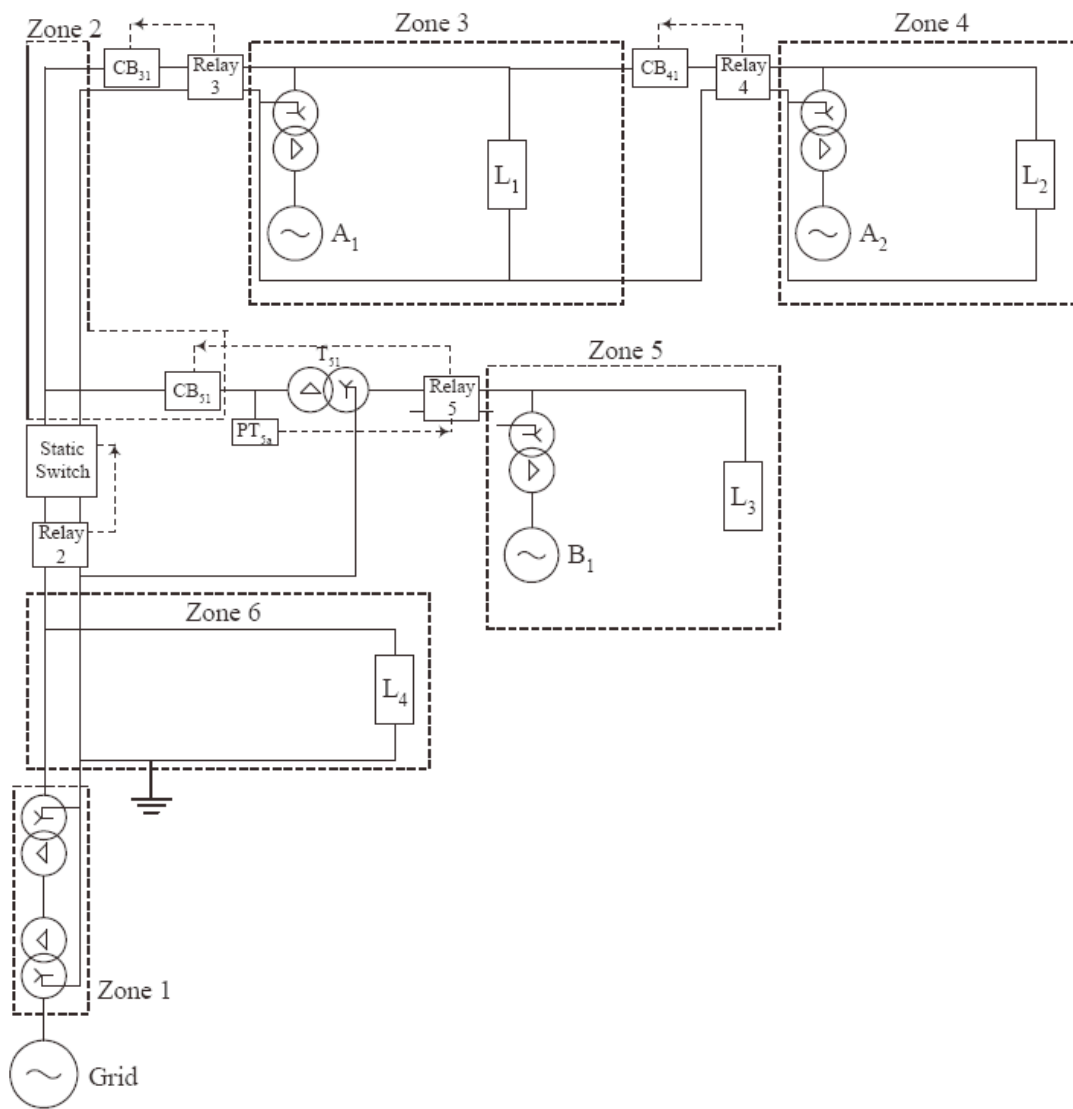 Zone 2
Zone 3
Zone 4
CB31
Relay
3
CB41
Relay
4
L1
L2
A1
A2
T51
Zone 5
CB51
Relay
5
PT5a
Static
Switch
L3
Relay
2
B1
Zone 6
L4
Zone 1
Grid